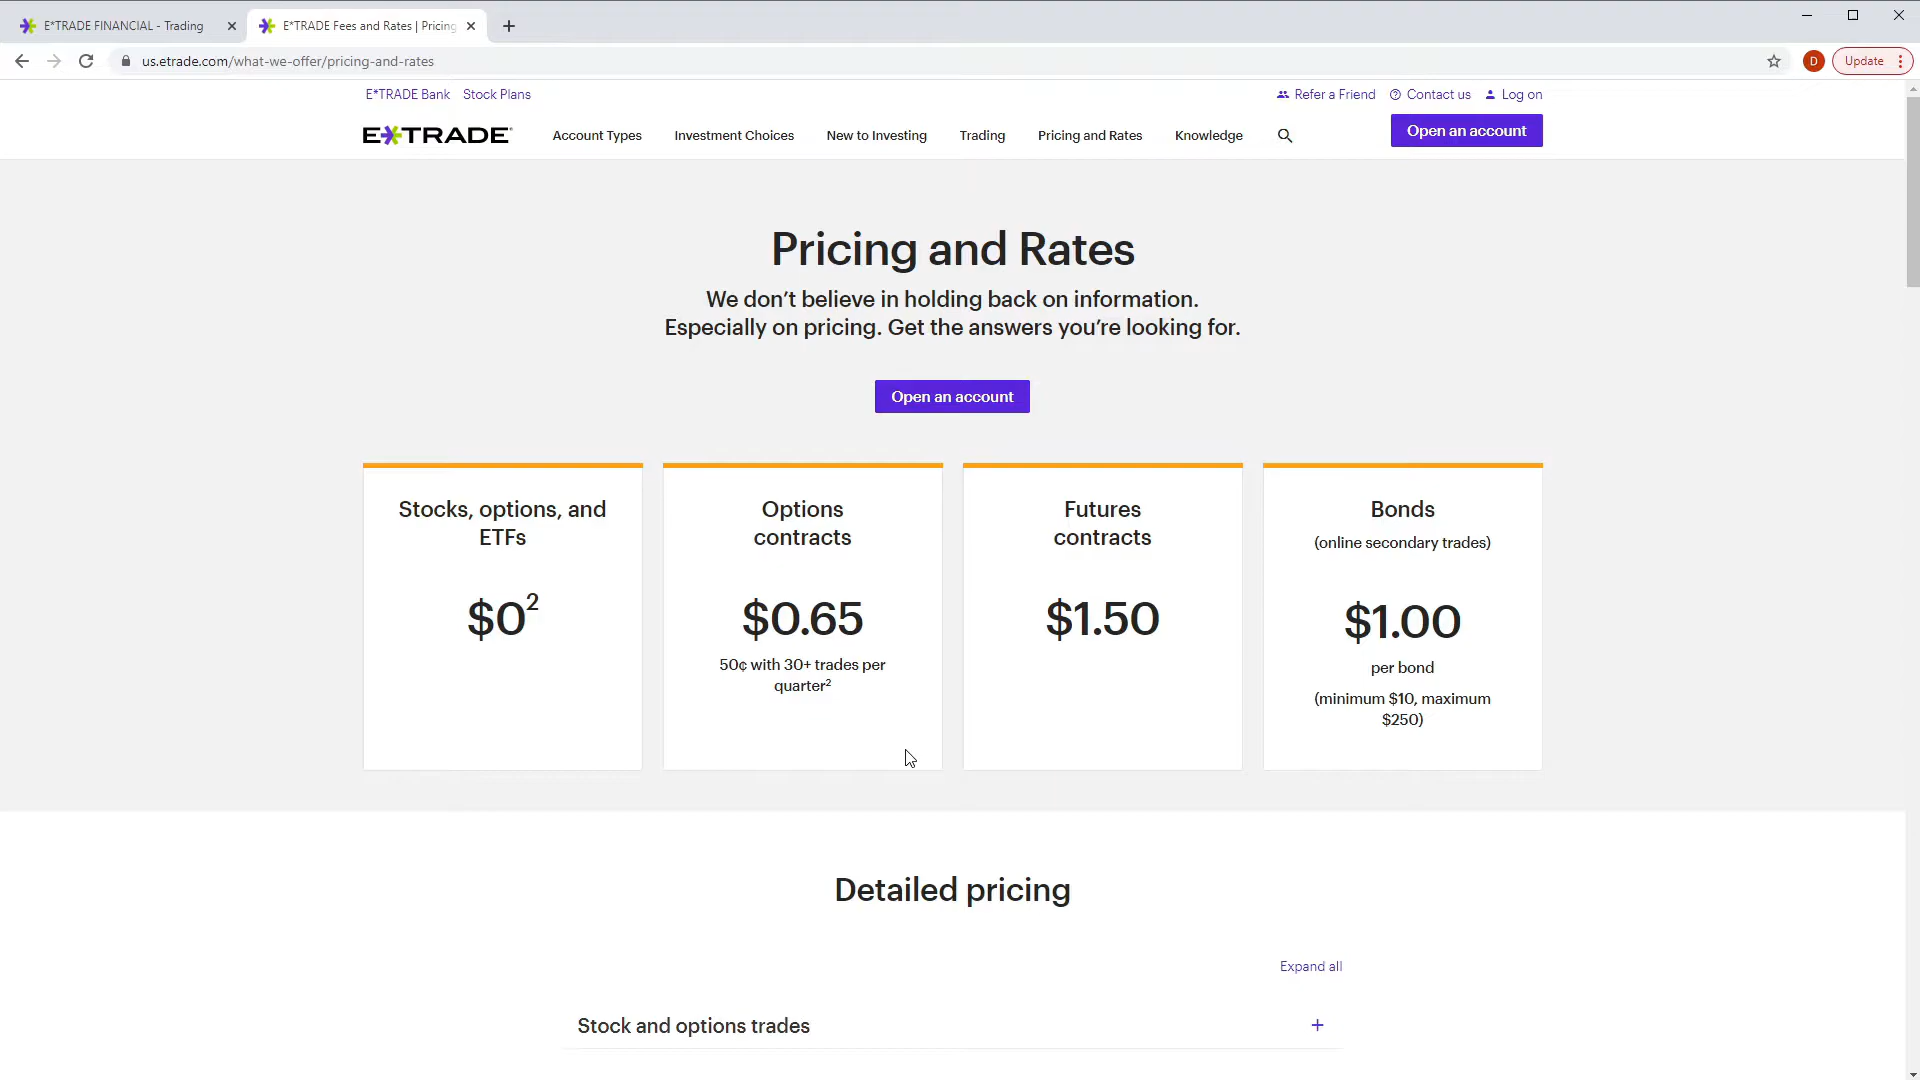 E*TRADE FINANCIAL - Trading
E*TRADE Fees and Rates | Pricing
us.etrade.com/what-we-offer/pricing-and-rates
D
Update
E*TRADE Bank Stock Plans
Refer a Friend Contact us Log on
E*TRADE
Account Types Investment Choices New to Investing Trading Pricing and Rates Knowledge
Open an account
Pricing and Rates
We don’t believe in holding back on information.
Especially on pricing. Get the answers you’re looking for.
Open an account
Stocks, options, and
ETFs
$0²
Options
contracts
$0.65
50¢ with 30+ trades per
quarter²
Futures
contracts
$1.50
Bonds
(online secondary trades)
$1.00
per bond
(minimum $10, maximum
$250)
Detailed pricing
Expand all
Stock and options trades